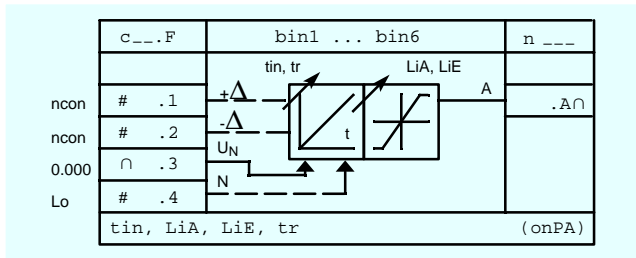 c__.F bin1 ... bin6 n ___
tin, tr LiA, LiE
ncon # .1 +Δ A .A∩
ncon # .2 -Δ t
0.000 ∩ .3 UN
Lo # .4 N
tin, LiA, LiE, tr (onPA)